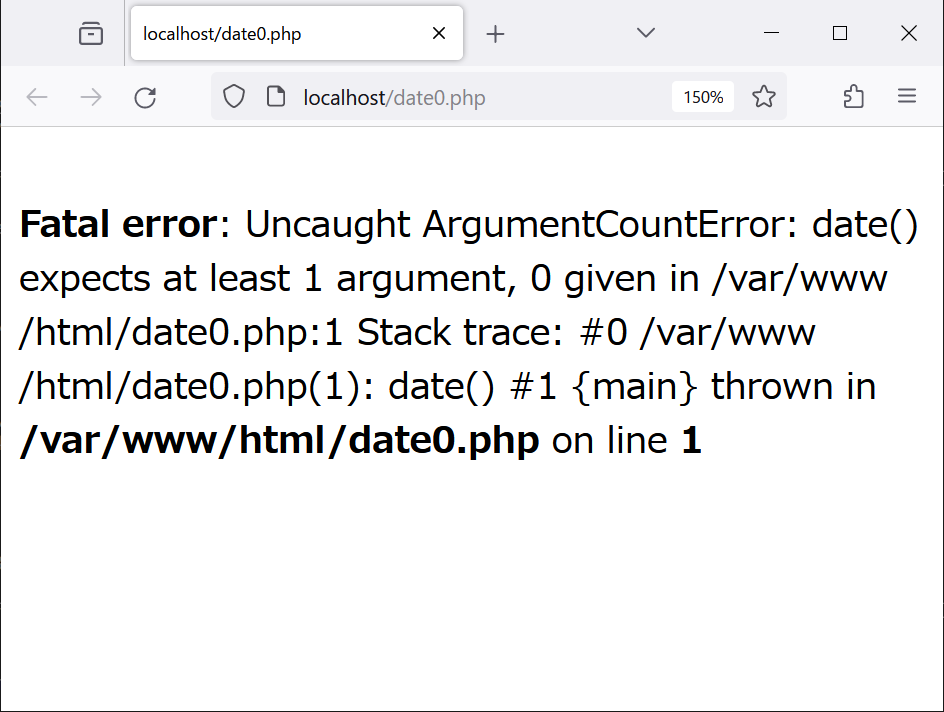 localhost/date0.php
localhost/date0.php
150%
Fatal error: Uncaught ArgumentCountError: date()
expects at least 1 argument, 0 given in /var/www
/html/date0.php:1 Stack trace: #0 /var/www
/html/date0.php(1): date() #1 {main} thrown in
/var/www/html/date0.php on line 1